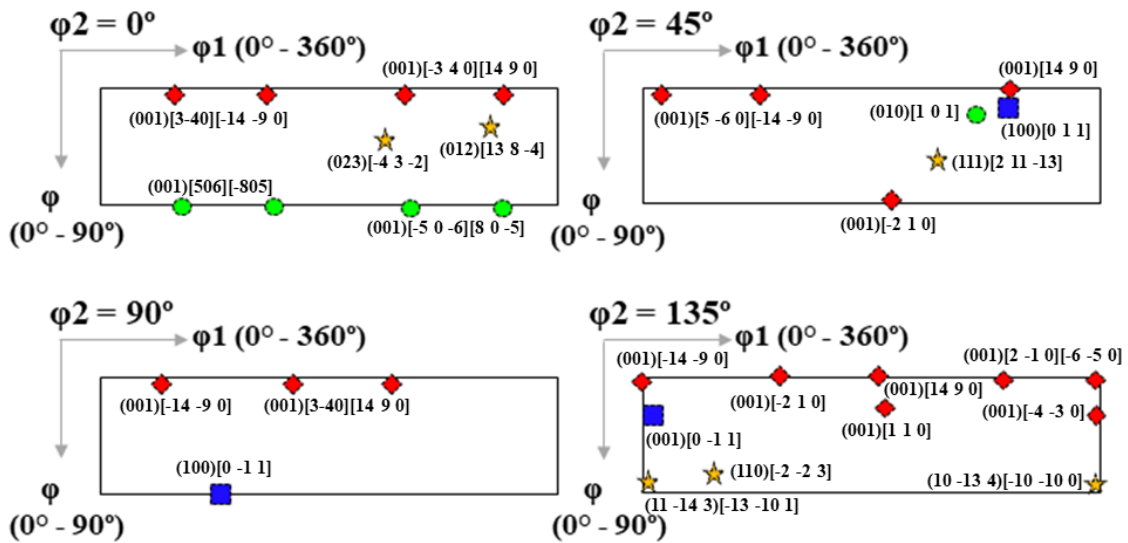 φ2 = 0º
φ1 (0º - 360º)
(001)[-3 4 0][14 9 0]
(001)[3-40][-14 -9 0]
(023)[-4 3 -2]
(012)[13 8 -4]
(001)[506][-805]
(001)[-5 0 -6][8 0 -5]
φ
(0º - 90º)
φ2 = 45º
φ1 (0º - 360º)
(001)[14 9 0]
(001)[5 -6 0][-14 -9 0]
(010)[1 0 1]
(100)[0 1 1]
(111)[2 11 -13]
(001)[-2 1 0]
φ
(0º - 90º)
φ2 = 90º
φ1 (0º - 360º)
(001)[-14 -9 0]
(001)[3-40][14 9 0]
(100)[0 -1 1]
φ
(0º - 90º)
φ2 = 135º
φ1 (0º - 360º)
(001)[-14 -9 0]
(001)[2 -1 0][-6 -5 0]
(001)[-2 1 0]
(001)[14 9 0]
(001)[1 1 0]
(001)[-4 -3 0]
(001)[0 -1 1]
(110)[-2 -2 3]
(10 -13 4)[-10 -10 0]
(11 -14 3)[-13 -10 1]
φ
(0º - 90º)